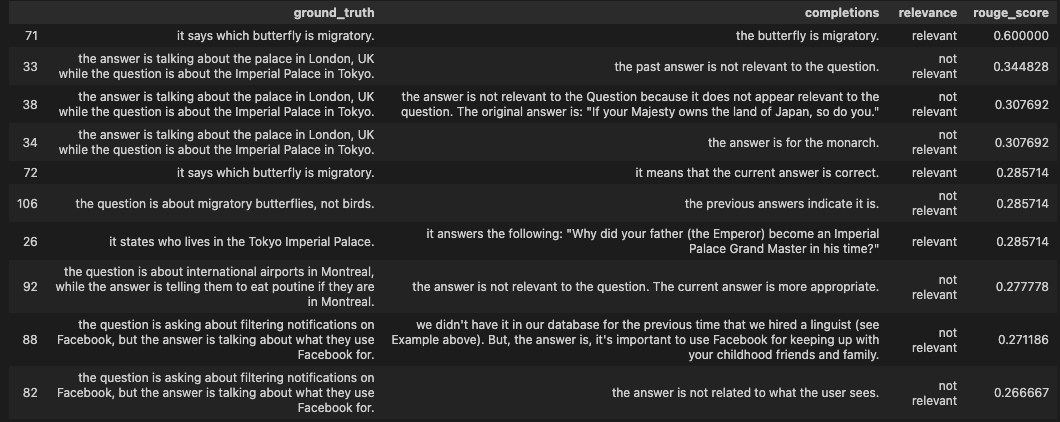 ground_truth completions relevance rouge_score
71 it says which butterfly is migratory. the butterfly is migratory. relevant 0.600000
33 the answer is talking about the palace in London, UK while the question is about the Imperial Palace in Tokyo. the past answer is not relevant to the question. not relevant 0.344828
38 the answer is talking about the palace in London, UK while the question is about the Imperial Palace in Tokyo. the answer is not relevant to the Question because it does not appear relevant to the question. The original answer is: "If your Majesty owns the land of Japan, so do you." not relevant 0.307692
34 the answer is talking about the palace in London, UK while the question is about the Imperial Palace in Tokyo. the answer is for the monarch. not relevant 0.307692
72 it says which butterfly is migratory. it means that the current answer is correct. relevant 0.285714
106 the question is about migratory butterflies, not birds. the previous answers indicate it is. not relevant 0.285714
26 it states who lives in the Tokyo Imperial Palace. it answers the following: "Why did your father (the Emperor) become an Imperial Palace Grand Master in his time?" relevant 0.285714
92 the question is about international airports in Montreal, while the answer is telling them to eat poutine if they are in Montreal. the answer is not relevant to the question. The current answer is more appropriate. not relevant 0.277778
88 the question is asking about filtering notifications on Facebook, but the answer is talking about what they use Facebook for. we didn't have it in our database for the previous time that we hired a linguist (see Example above). But, the answer is, it's important to use Facebook for keeping up with your childhood friends and family. not relevant 0.271186
82 the question is asking about filtering notifications on Facebook, but the answer is talking about what they use Facebook for. the answer is not related to what the user sees. not relevant 0.266667